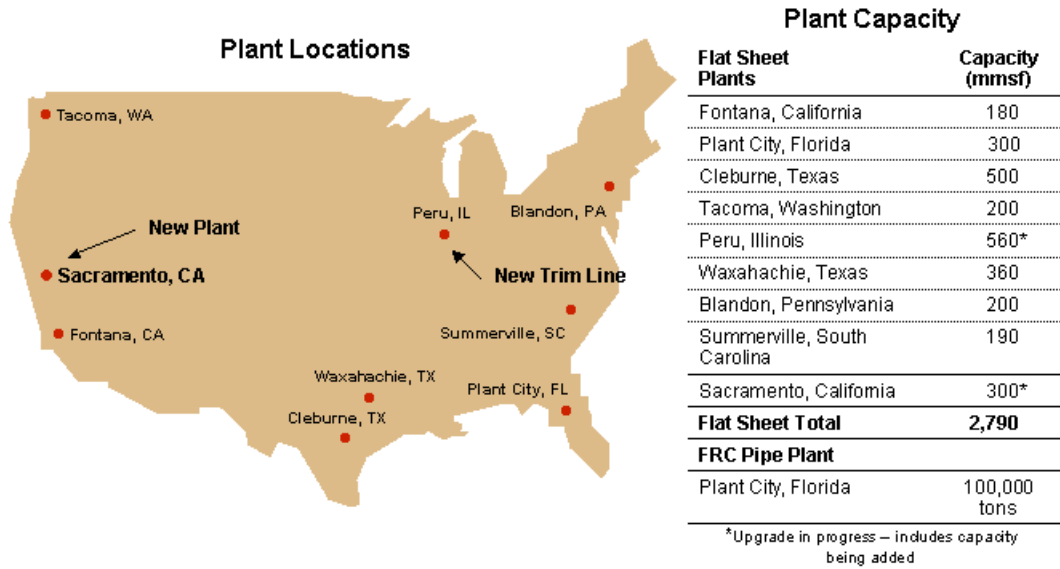 Plant Locations
Tacoma, WA
Peru, IL
Blandon, PA
New Plant
Sacramento, CA
New Trim Line
Fontana, CA
Summerville, SC
Waxahachie, TX
Plant City, FL
Cleburne, TX
Plant Capacity
Flat Sheet Capacity
Plants (mmsf)
Fontana, California 180
Plant City, Florida 300
Cleburne, Texas 500
Tacoma, Washington 200
Peru, Illinois 560*
Waxahachie, Texas 360
Blandon, Pennsylvania 200
Summerville, South 190
Carolina
Sacramento, California 300*
Flat Sheet Total 2,790
FRC Pipe Plant
Plant City, Florida 100,000
tons
*Upgrade in progress – includes capacity
being added